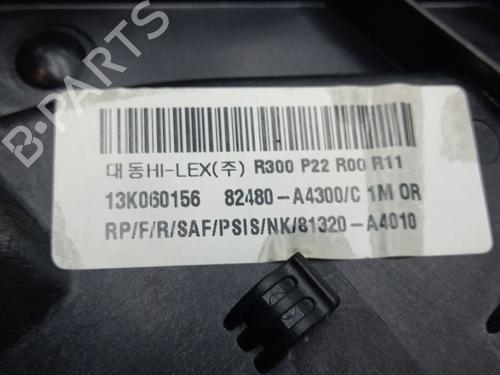 B-PARTS
대동HI-LEX(주) R300 P22 R00 R11
13K060156 82480-A4300/C 1M OR
RP/F/R/SAF/PSIS/NK/81320-A4010